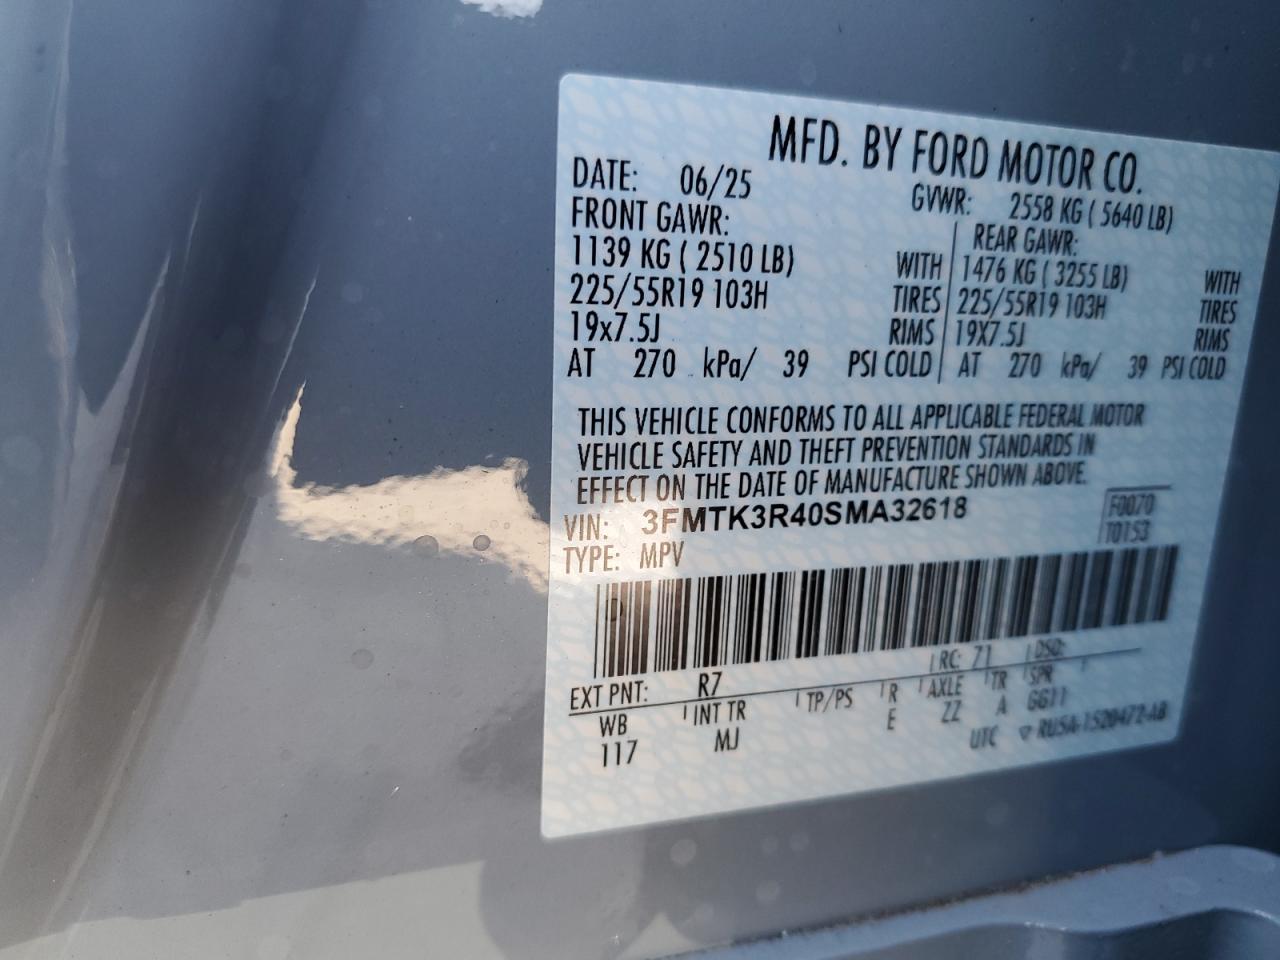 MFD. BY FORD MOTOR CO.
DATE: 06/25 GVWR: 2558 KG ( 5640 LB)
FRONT GAWR: REAR GAWR:
1139 KG ( 2510 LB) WITH 1476 KG ( 3255 LB) WITH
225/55R19 103H TIRES 225/55R19 103H TIRES
19x7.5J RIMS 19X7.5J RIMS
AT 270 kPa/ 39 PSI COLD AT 270 kPa/ 39 PSI COLD
THIS VEHICLE CONFORMS TO ALL APPLICABLE FEDERAL MOTOR
VEHICLE SAFETY AND THEFT PREVENTION STANDARDS IN
EFFECT ON THE DATE OF MANUFACTURE SHOWN ABOVE.
VIN: 3FMTK3R40SMA32618 F0070
TYPE: MPV T0153
EXT PNT: R7 RC: 71 DSO:
WB INT TR TP/PS R AXLE TR SPR
117 MJ E ZZ A GG11
UTC ▽ RU5A-1520472-AB